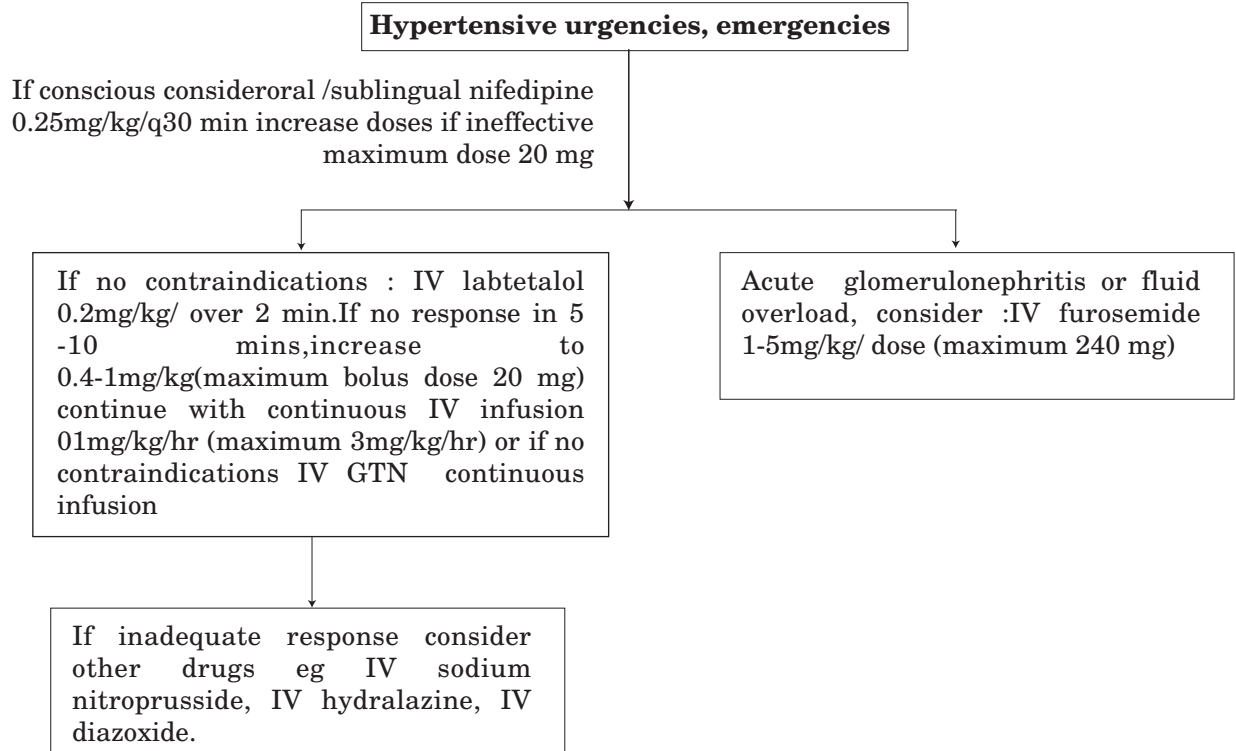 Hypertensive urgencies, emergencies
If conscious consideroral /sublingual nifedipine
0.25mg/kg/q30 min increase doses if ineffective
maximum dose 20 mg
If no contraindications : IV labtetalol
0.2mg/kg/ over 2 min.If no response in 5
-10 mins,increase to
0.4-1mg/kg(maximum bolus dose 20 mg)
continue with continuous IV infusion
01mg/kg/hr (maximum 3mg/kg/hr) or if no
contraindications IV GTN continuous
infusion
Acute glomerulonephritis or fluid
overload, consider :IV furosemide
1-5mg/kg/ dose (maximum 240 mg)
If inadequate response consider
other drugs eg IV sodium
nitroprusside, IV hydralazine, IV
diazoxide.